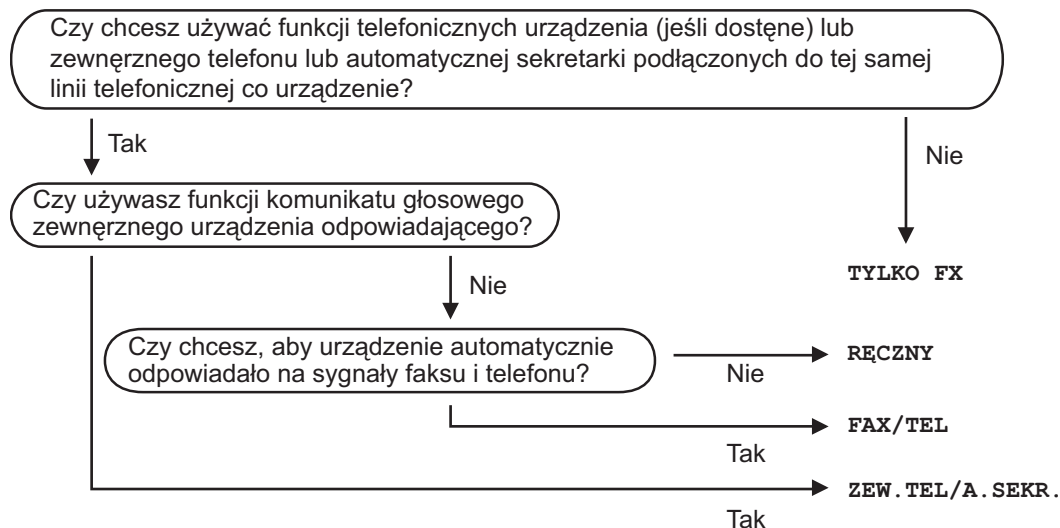 Czy chcesz używać funkcji telefonicznych urządzenia (jeśli dostęne) lub
zewnęrznego telefonu lub automatycznej sekretarki podłączonych do tej samej
linii telefonicznej co urządzenie?
Tak
Nie
Czy używasz funkcji komunikatu głosowego
zewnęrznego urządzenia odpowiadającego?
TYLKO FX
Nie
Czy chcesz, aby urządzenie automatycznie
odpowiadało na sygnały faksu i telefonu?
Nie
RĘCZNY
FAX/TEL
Tak
ZEW.TEL/A.SEKR.
Tak